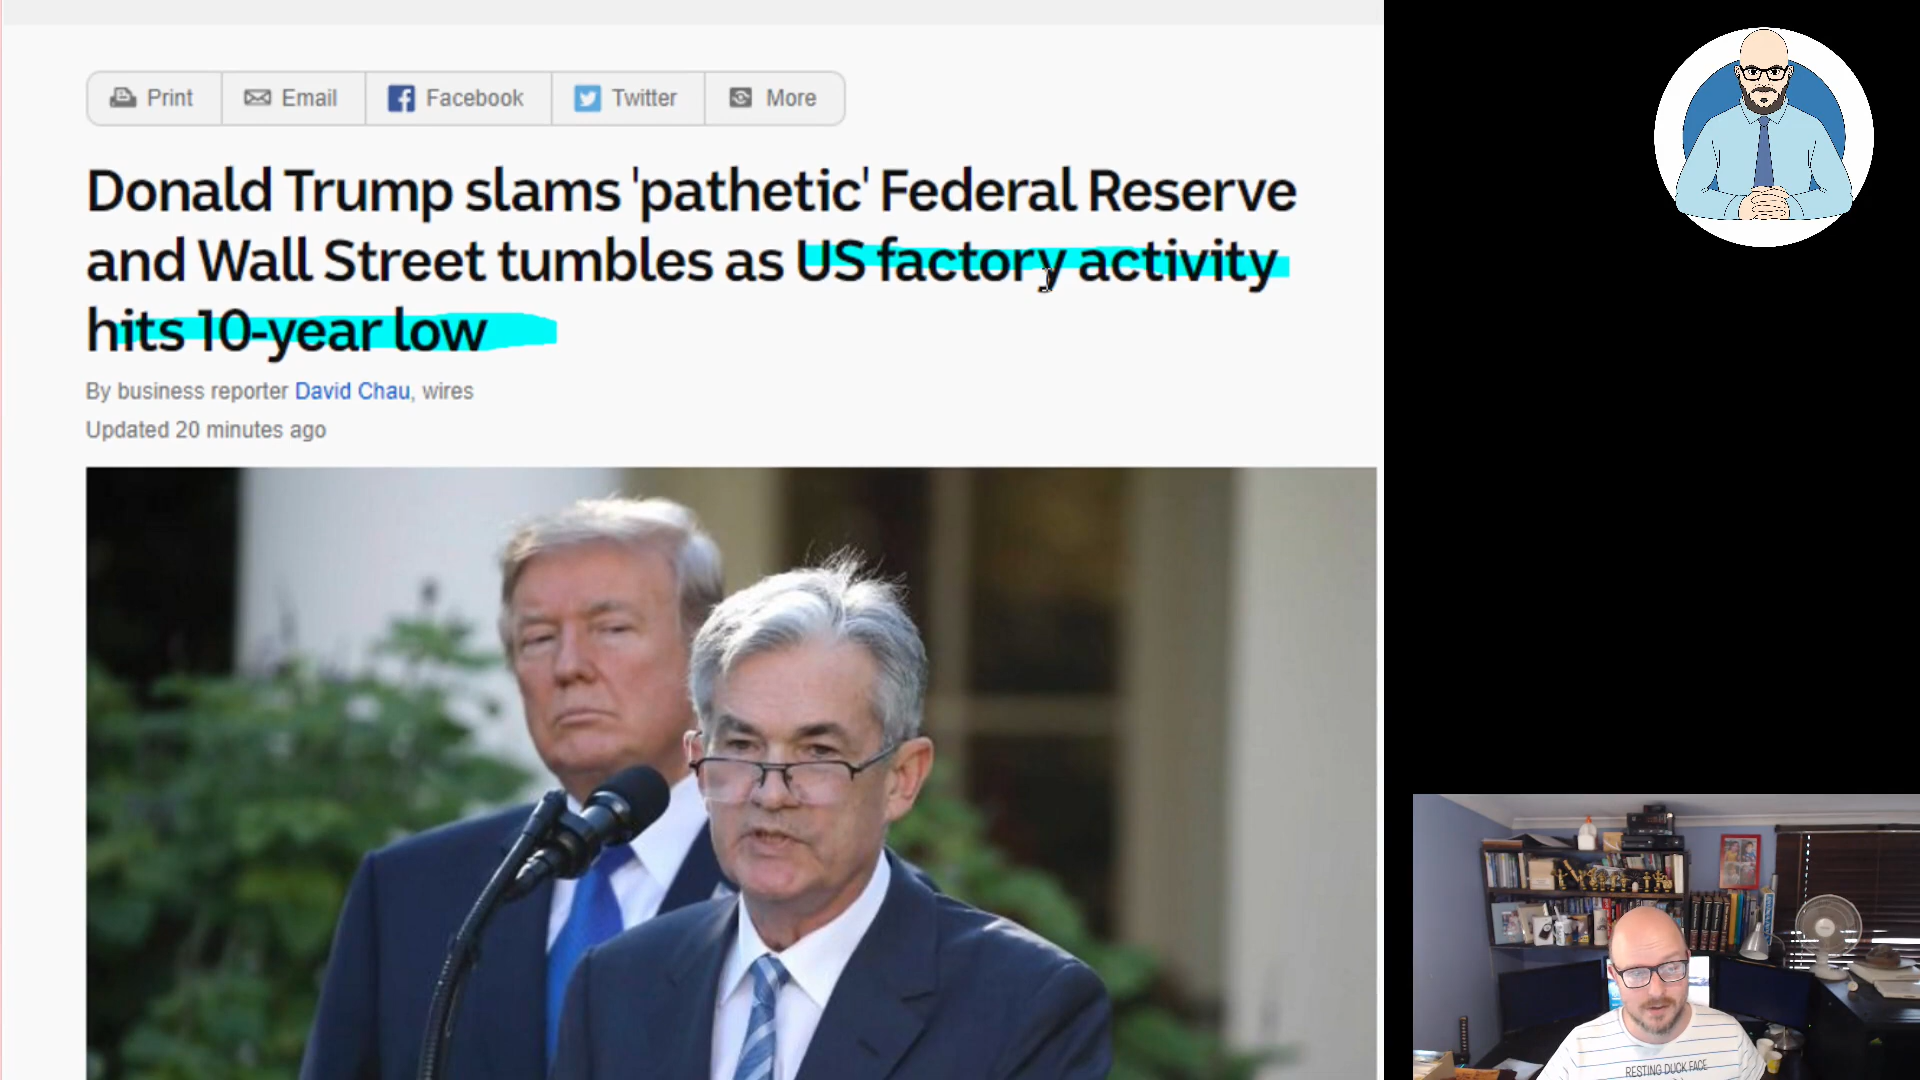 Print Email Facebook Twitter More
Donald Trump slams 'pathetic' Federal Reserve
and Wall Street tumbles as US factory activity
hits 10-year low
By business reporter David Chau, wires
Updated 20 minutes ago
RESTING DUCK FACE